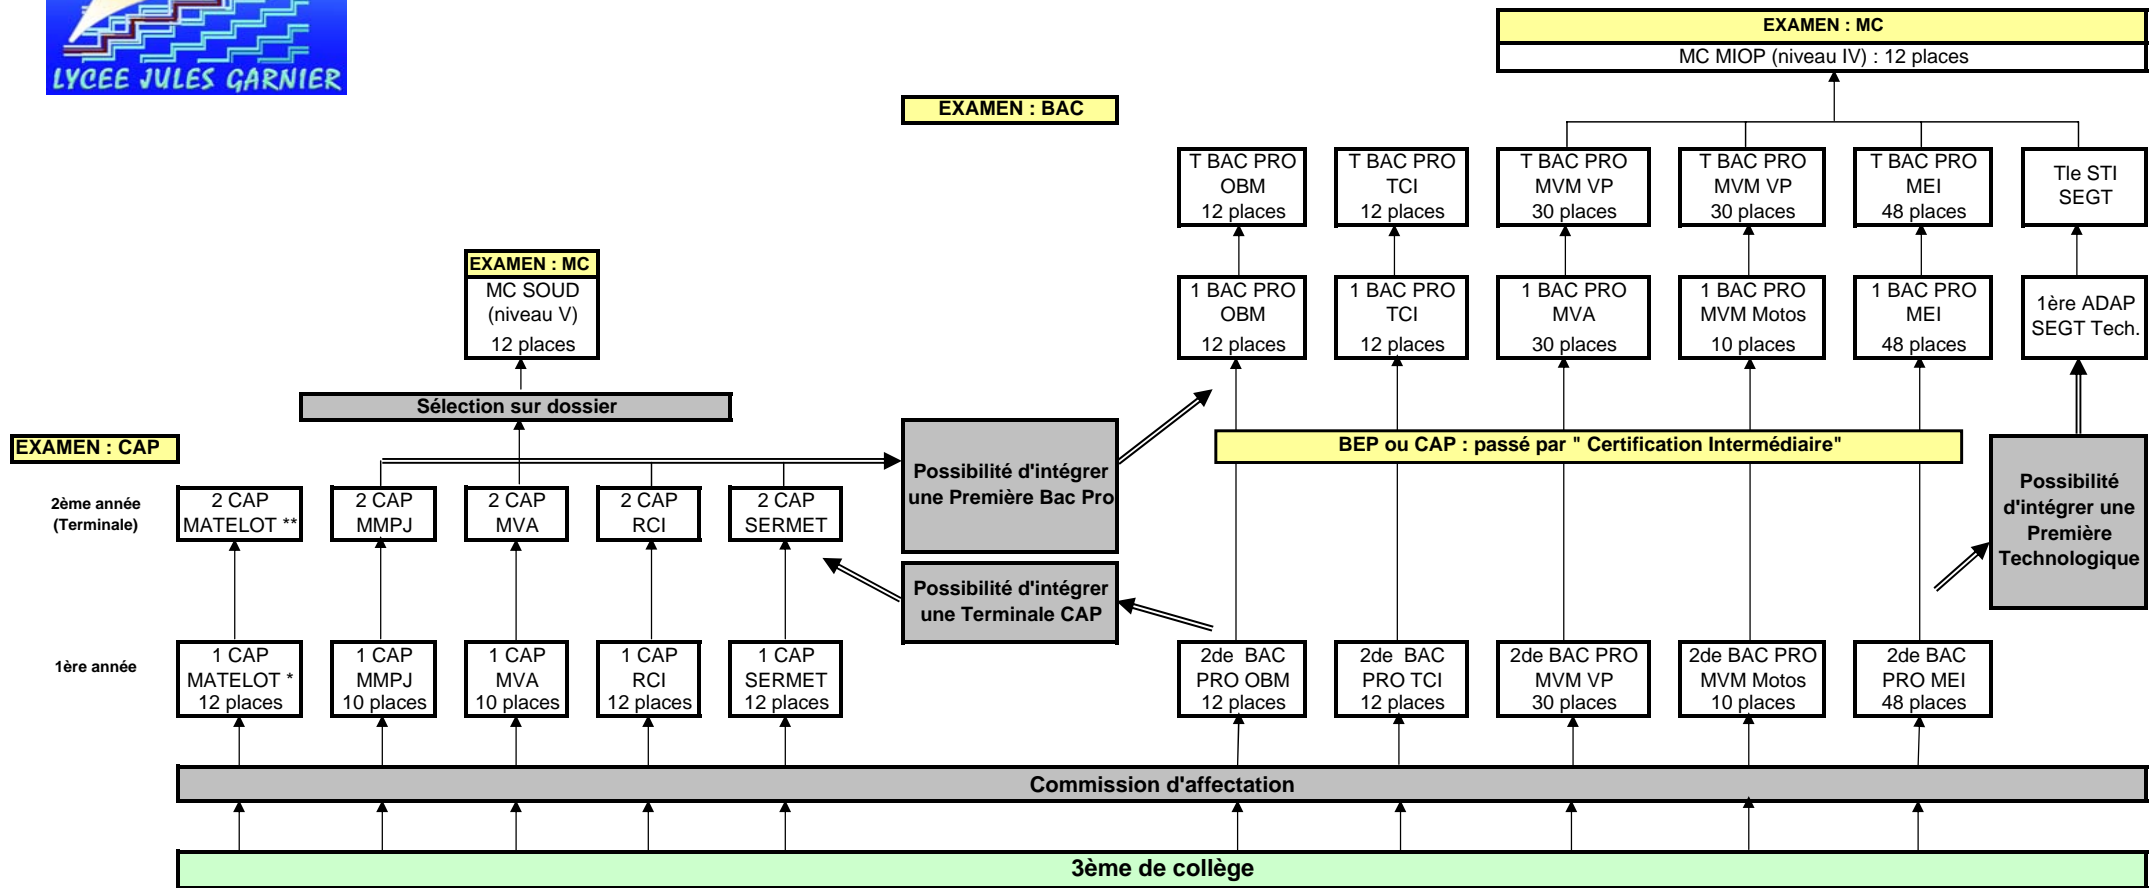 LYCEE JULES GARNIER
EXAMEN : MC
MC MIOP (niveau IV) : 12 places
EXAMEN : BAC
T BAC PRO
OBM
12 places
T BAC PRO
TCI
12 places
T BAC PRO
MVM VP
30 places
T BAC PRO
MVM VP
30 places
T BAC PRO
MEI
48 places
Tle STI
SEGT
EXAMEN : MC
MC SOUD
(niveau V)
12 places
1 BAC PRO
OBM
12 places
1 BAC PRO
TCI
12 places
1 BAC PRO
MVA
30 places
1 BAC PRO
MVM Motos
10 places
1 BAC PRO
MEI
48 places
1ère ADAP
SEGT Tech.
Sélection sur dossier
EXAMEN : CAP
BEP ou CAP : passé par " Certification Intermédiaire"
Possibilité d'intégrer
une Première Bac Pro
Possibilité
d'intégrer une
Première
Technologique
2ème année
(Terminale)
2 CAP
MATELOT **
2 CAP
MMPJ
2 CAP
MVA
2 CAP
RCI
2 CAP
SERMET
Possibilité d'intégrer
une Terminale CAP
1ère année
1 CAP
MATELOT *
12 places
1 CAP
MMPJ
10 places
1 CAP
MVA
10 places
1 CAP
RCI
12 places
1 CAP
SERMET
12 places
2de BAC
PRO OBM
12 places
2de BAC
PRO TCI
12 places
2de BAC PRO
MVM VP
30 places
2de BAC PRO
MVM Motos
10 places
2de BAC
PRO MEI
48 places
Commission d'affectation
3ème de collège